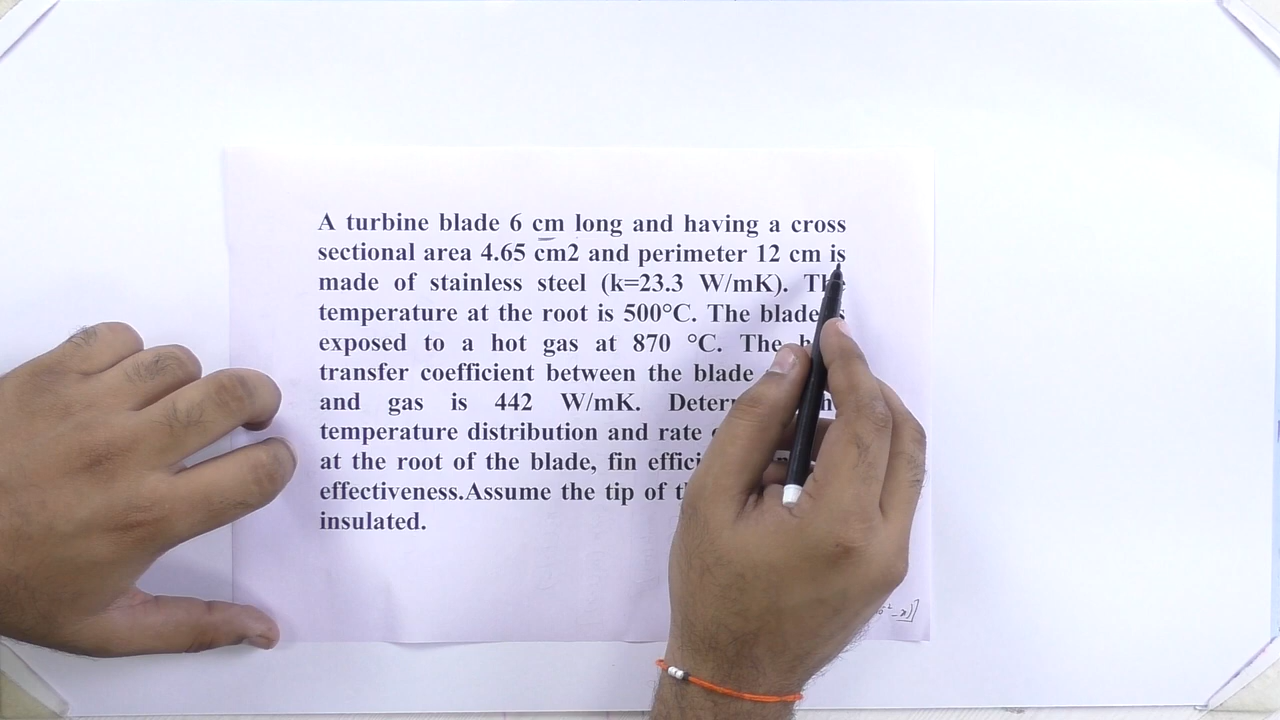 A turbine blade 6 cm long and having a cross
sectional area 4.65 cm2 and perimeter 12 cm is
made of stainless steel (k=23.3 W/mK). The
temperature at the root is 500°C. The blade is
exposed to a hot gas at 870 °C. The
transfer coefficient between the blade
and gas is 442 W/mK.
temperature distribution and rate
at the root of the blade, fin
effectiveness.Assume the tip of
insulated.